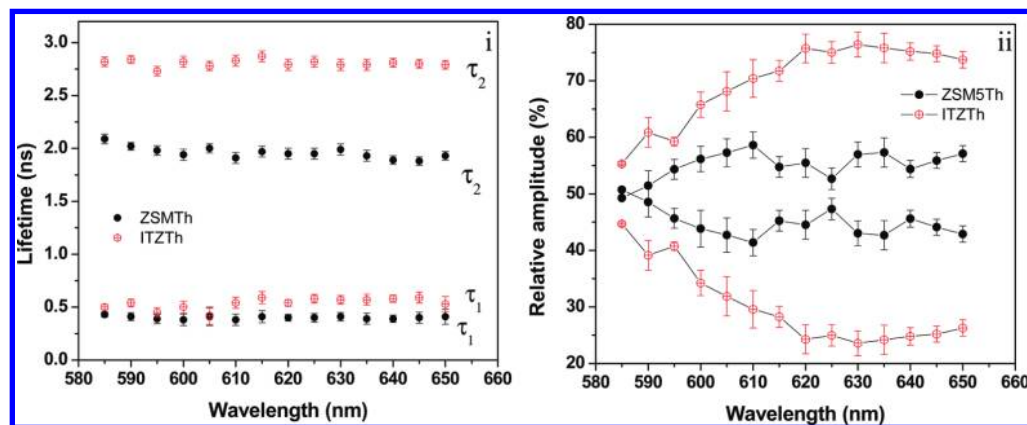 i
Lifetime (ns)
3.0
2.5
2.0
1.5
1.0
0.5
0.0
τ2
τ2
ZSMTh
ITZTh
τ1
τ1
580 590 600 610 620 630 640 650 660
Wavelength (nm)
ii
Relative amplitude (%)
80
70
60
50
40
30
20
ZSM5Th
ITZTh
580 590 600 610 620 630 640 650 660
Wavelength (nm)